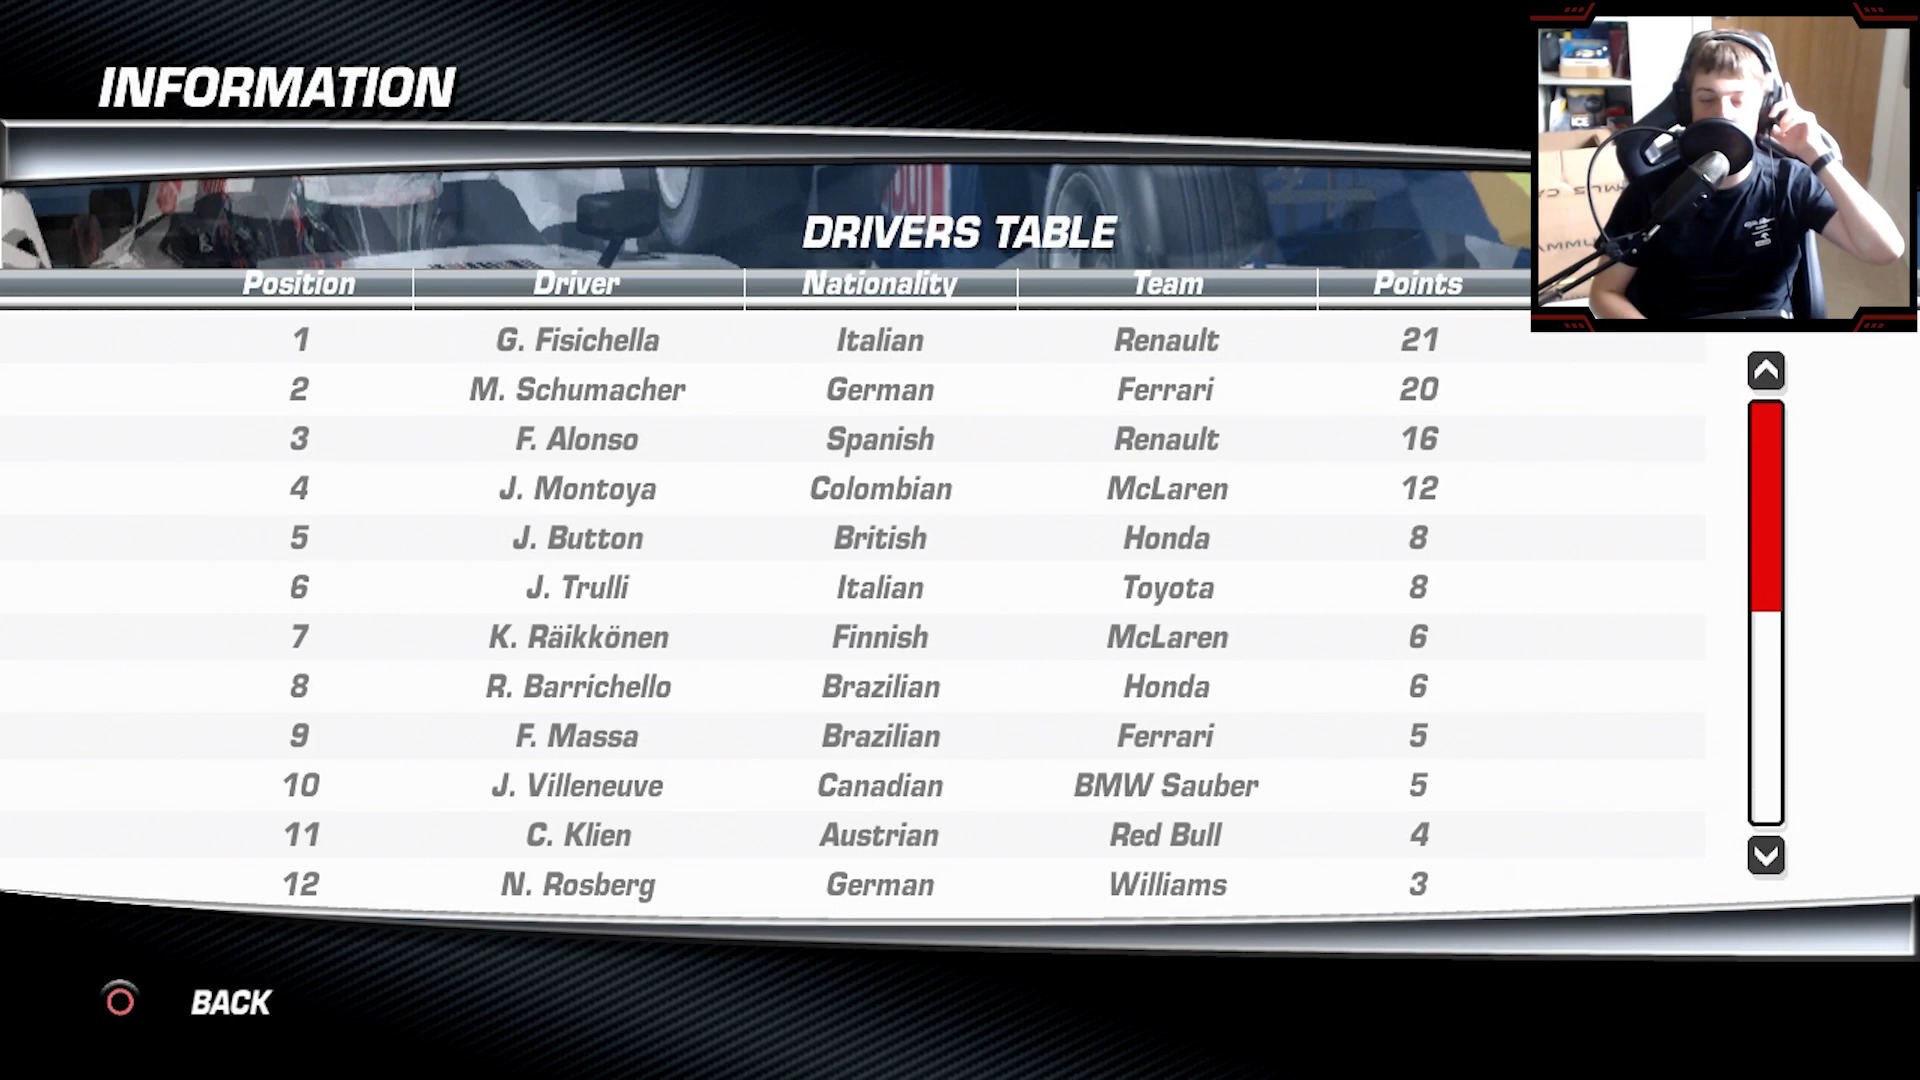 INFORMATION
DRIVERS TABLE
Position Driver Nationality Team Points
1 G. Fisichella Italian Renault 21
2 M. Schumacher German Ferrari 20
3 F. Alonso Spanish Renault 16
4 J. Montoya Colombian McLaren 12
5 J. Button British Honda 8
6 J. Trulli Italian Toyota 8
7 K. Räikkönen Finnish McLaren 6
8 R. Barrichello Brazilian Honda 6
9 F. Massa Brazilian Ferrari 5
10 J. Villeneuve Canadian BMW Sauber 5
11 C. Klien Austrian Red Bull 4
12 N. Rosberg German Williams 3
BACK